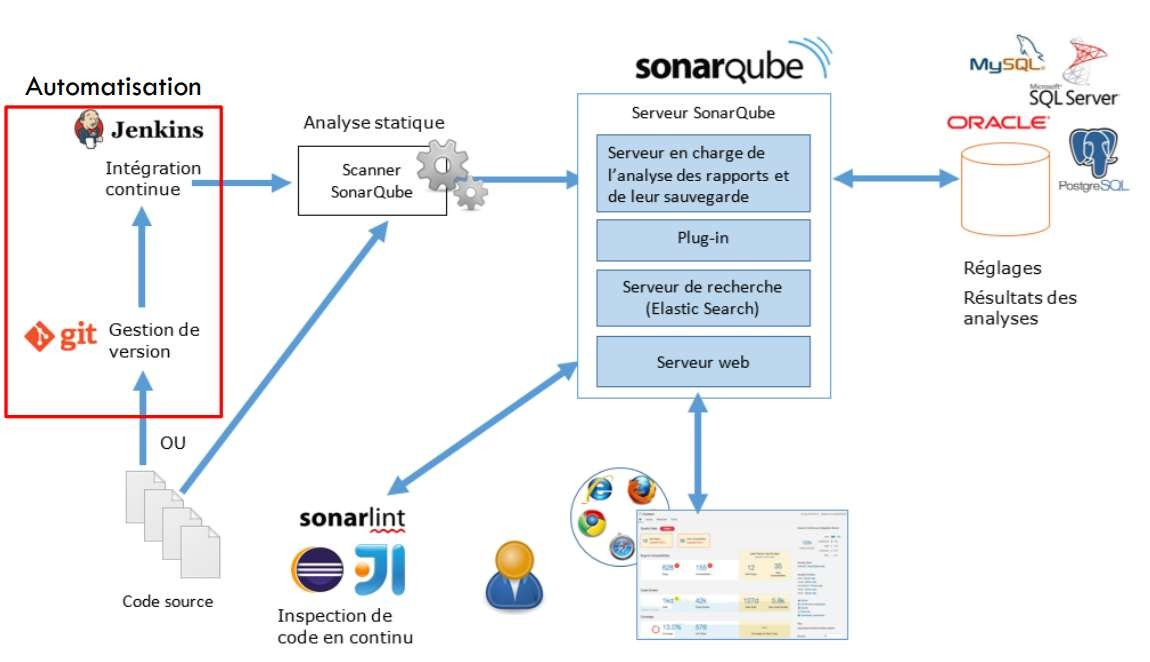 Automatisation
Jenkins
Intégration
continue
git
Gestion de
version
OU
Code source
Analyse statique
Scanner
SonarQube
sonarlint
Inspection de
code en continu
sonarqube
Serveur SonarQube
Serveur en charge de
l'analyse des rapports et
de leur sauvegarde
Plug-in
Serveur de recherche
(Elastic Search)
Serveur web
MySQL
Microsoft
SQL Server
ORACLE
PostgreSQL
Réglages
Résultats des
analyses